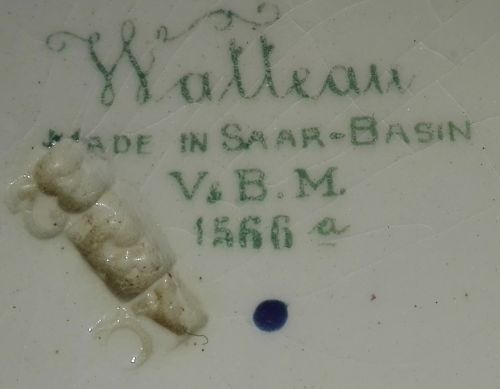 Watteau
MADE IN SAAR-BASIN
V. & B. M.
1566 a